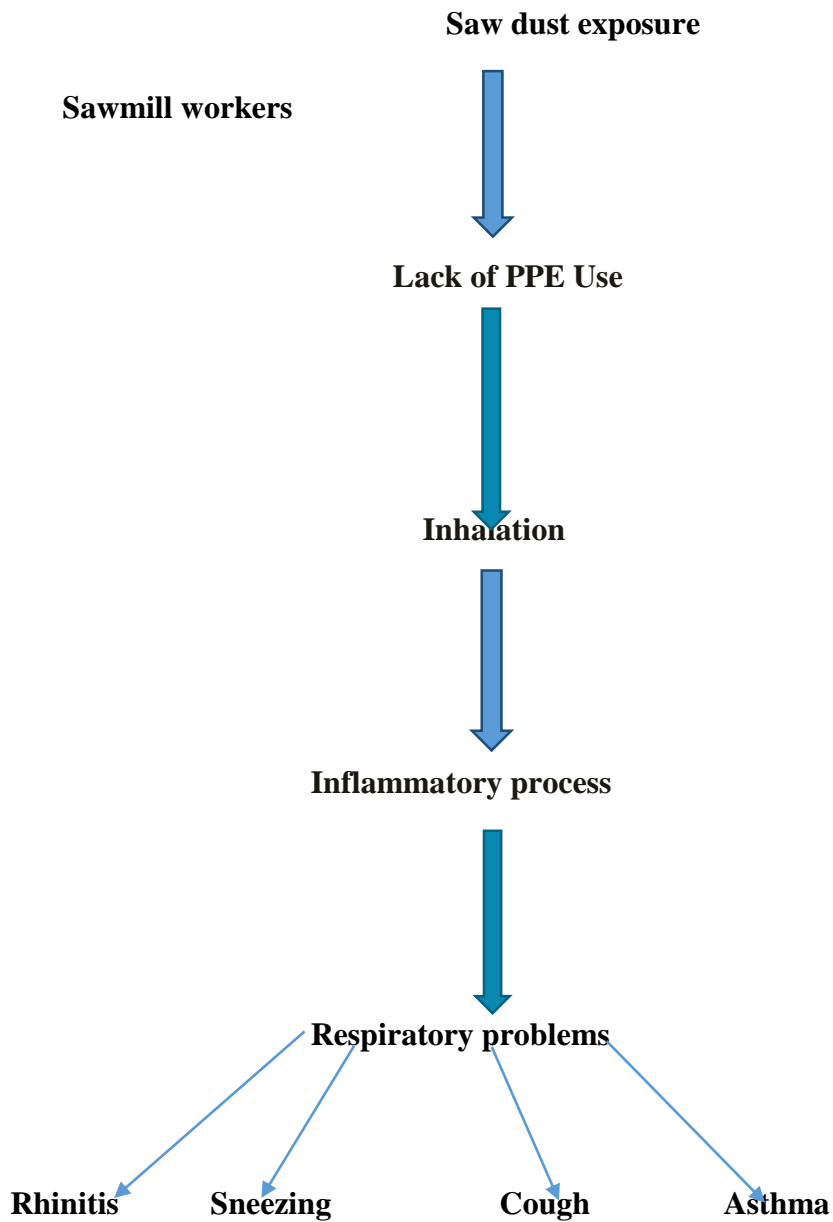 Saw dust exposure
Sawmill workers
Lack of PPE Use
Inhalation
Inflammatory process
Respiratory problems
Rhinitis Sneezing Cough Asthma